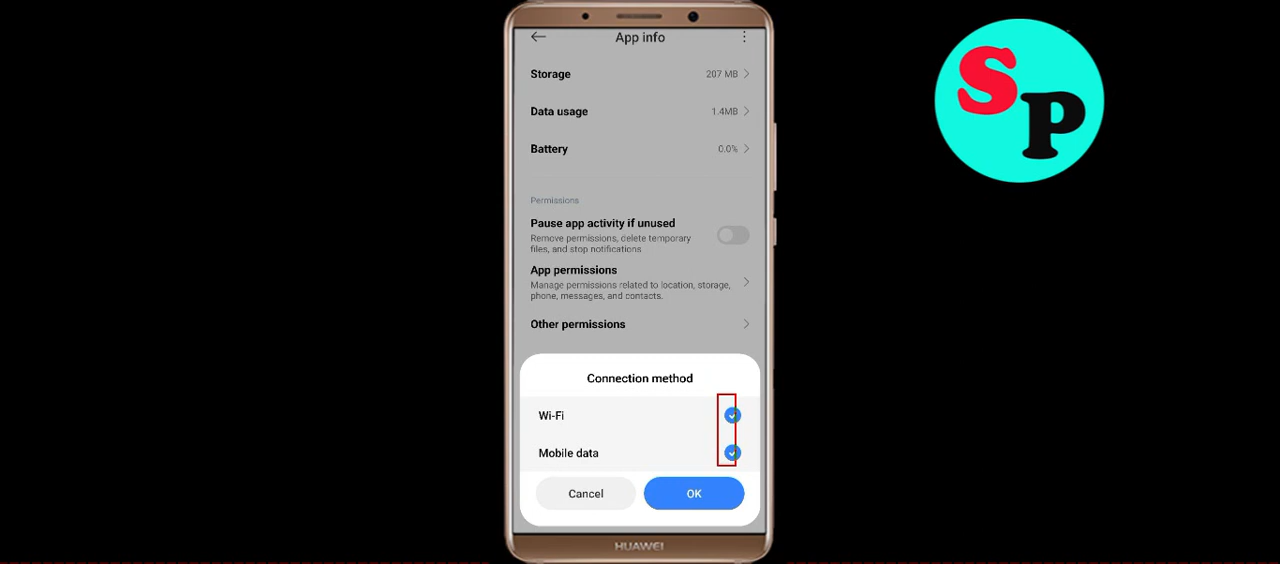 App info
Storage 207 MB
Data usage 1.4MB
Battery 0.0%
Permissions
Pause app activity if unused
Remove permissions, delete temporary
files, and stop notifications
App permissions
Manage permissions related to location, storage,
phone, messages, and contacts.
Other permissions
Connection method
Wi-Fi
Mobile data
Cancel OK
HUAWEI
SP